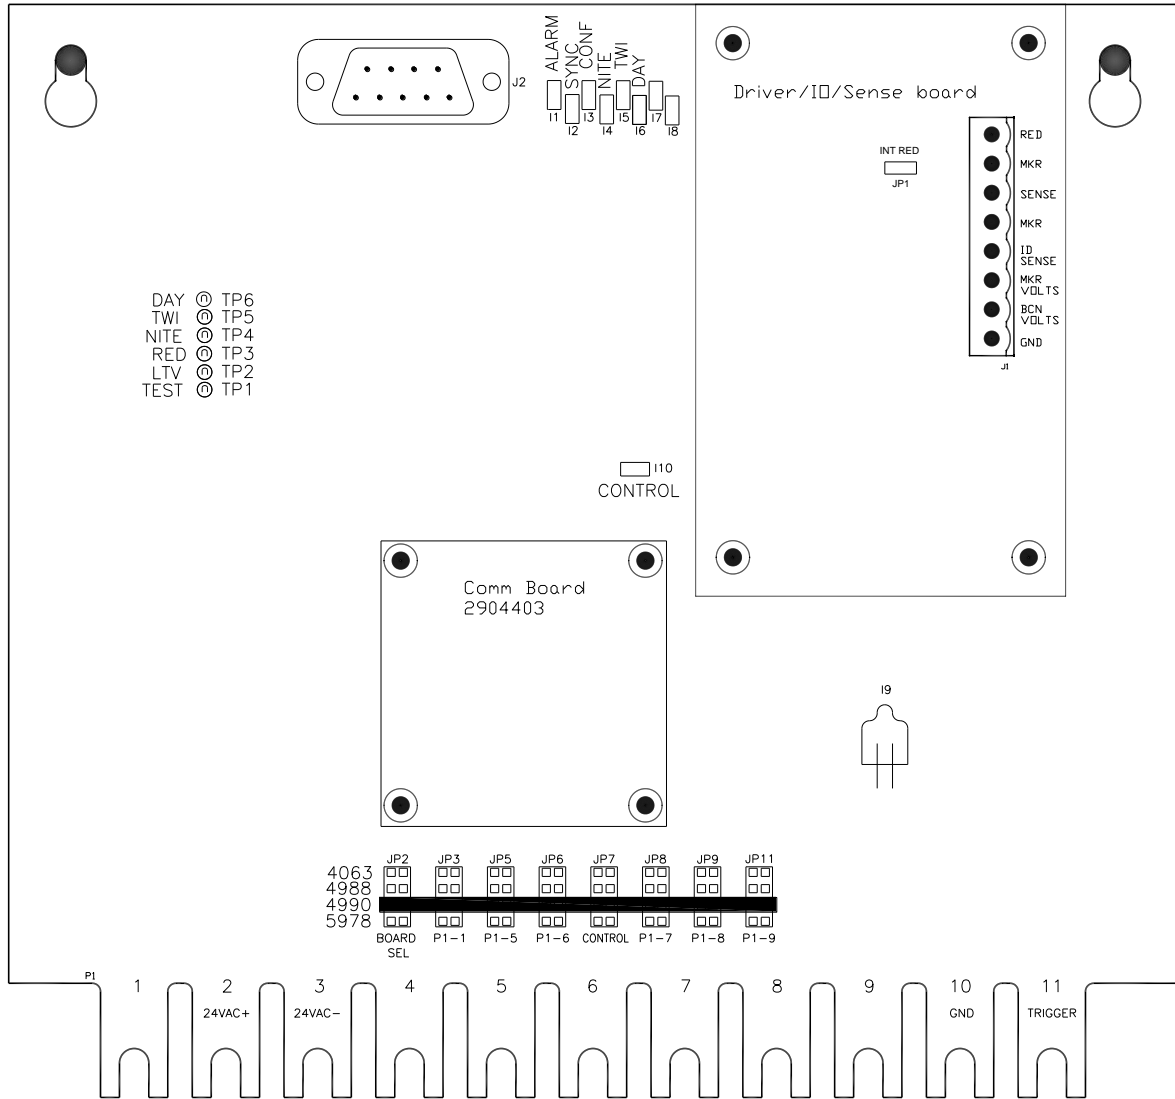 ALARM
SYNC
CONF
NITE
TWI
DAY
J2
I1
I2
I3
I4
I5
I6
I7
I8
Driver/IO/Sense board
INT RED
JP1
RED
MKR
SENSE
MKR
ID
SENSE
MKR
VOLTS
BCN
VOLTS
GND
J1
DAY TP6
TWI TP5
NITE TP4
RED TP3
LTV TP2
TEST TP1
I10
CONTROL
Comm Board
2904403
I9
JP2 JP3 JP5 JP6 JP7 JP8 JP9 JP11
4063
4988
4990
5978
BOARD SEL P1-1 P1-5 P1-6 CONTROL P1-7 P1-8 P1-9
P1
1 2 3 4 5 6 7 8 9 10 11
24VAC+ 24VAC- GND TRIGGER